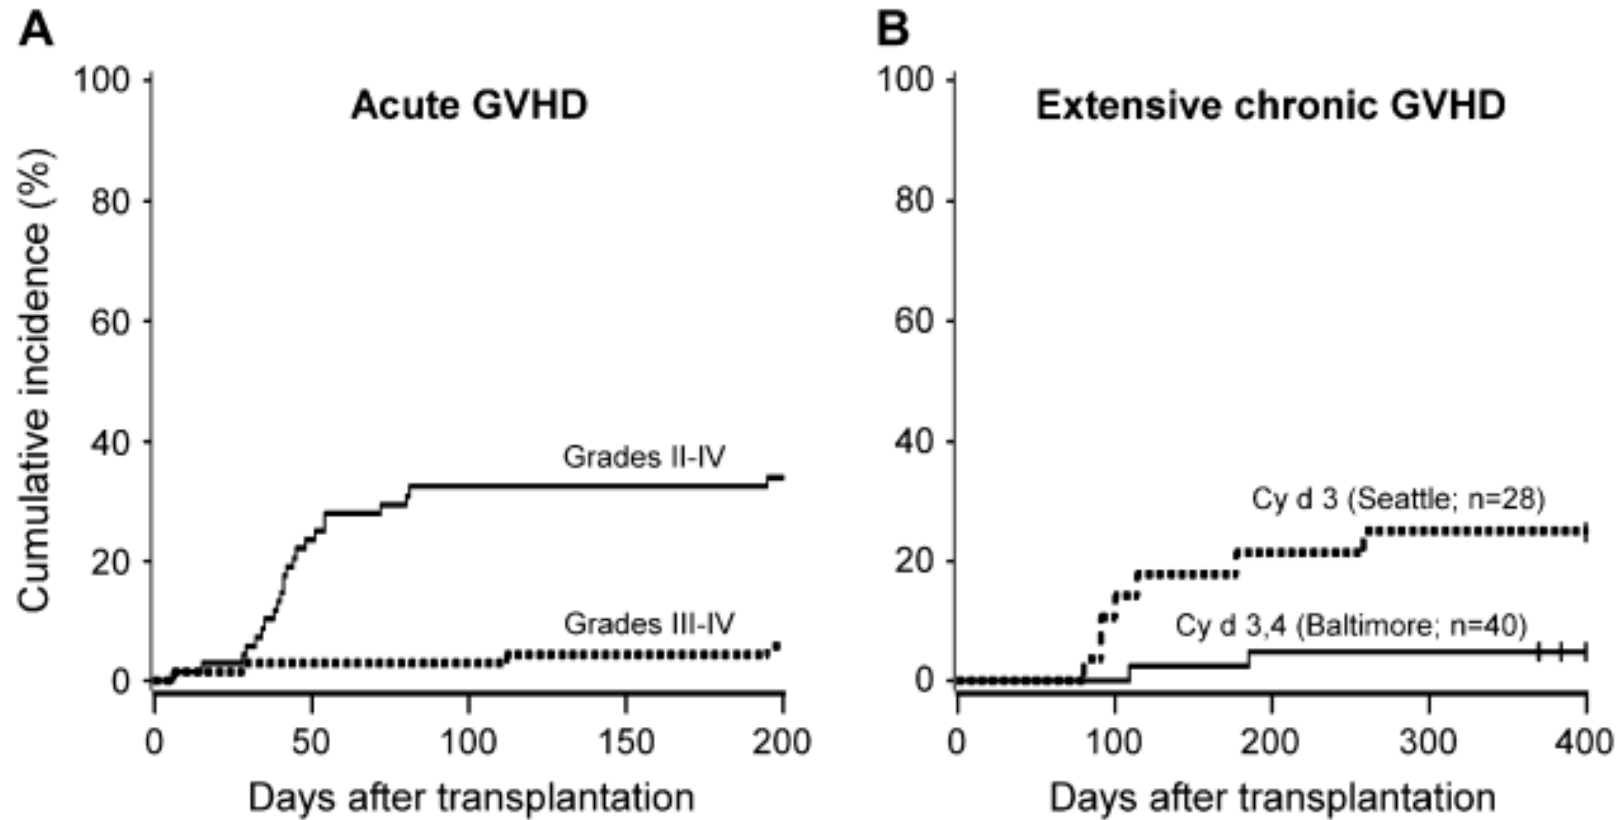 A
Acute GVHD
Cumulative incidence (%)
100
80
60
40
20
0
Grades II-IV
Grades III-IV
0 50 100 150 200
Days after transplantation
B
Extensive chronic GVHD
100
80
60
40
20
0
Cy d 3 (Seattle; n=28)
Cy d 3,4 (Baltimore; n=40)
0 100 200 300 400
Days after transplantation